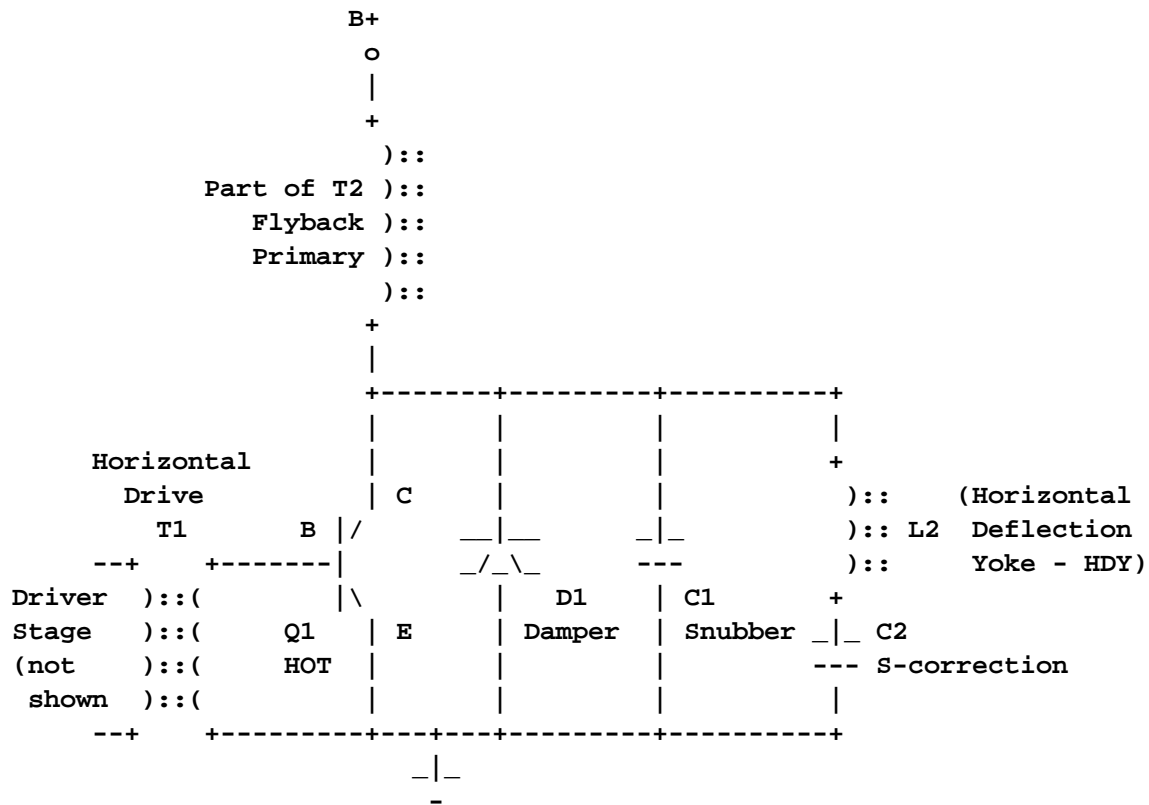 B+
Part of T2
Flyback
Primary
Horizontal
Drive C (Horizontal
T1 B L2 Deflection
Yoke - HDY)
Driver D1 C1
Stage Q1 E Damper Snubber C2
(not HOT S-correction
shown